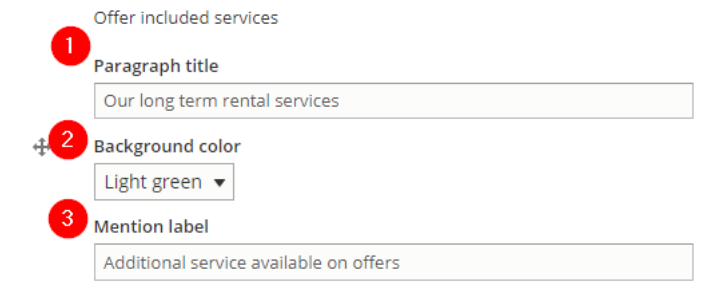 Offer included services
1
Paragraph title
Our long term rental services
2
Background color
Light green
3
Mention label
Additional service available on offers